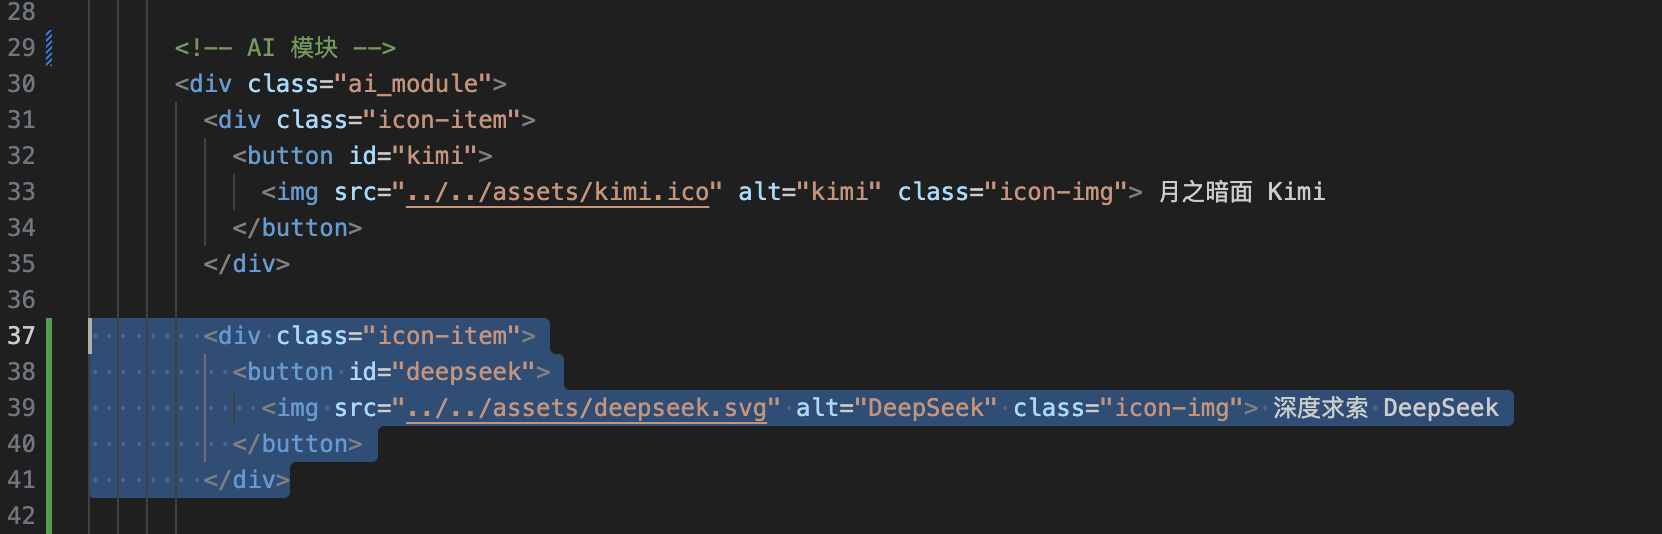 28
29 <!-- AI 模块 -->
30 <div class="ai_module">
31 <div class="icon-item">
32 <button id="kimi">
33 <img src="../../assets/kimi.ico" alt="kimi" class="icon-img"> 月之暗面 Kimi
34 </button>
35 </div>
36
37 <div class="icon-item">
38 <button id="deepseek">
39 <img src="../../assets/deepseek.svg" alt="DeepSeek" class="icon-img"> 深度求索 DeepSeek
40 </button>
41 </div>
42